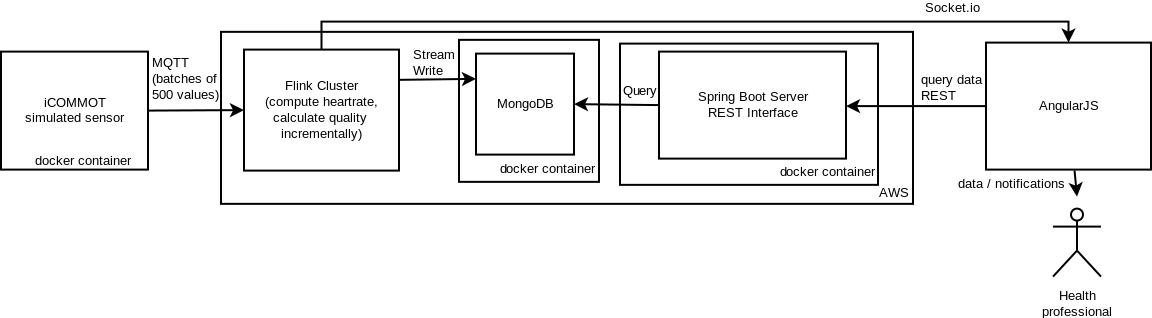 Socket.io
iCOMMOT
simulated sensor
docker container
MQTT
(batches of
500 values)
Flink Cluster
(compute heartrate,
calculate quality
incrementally)
Stream
Write
MongoDB
docker container
Query
Spring Boot Server
REST Interface
docker container
AWS
query data
REST
AngularJS
data / notifications
Health
professional